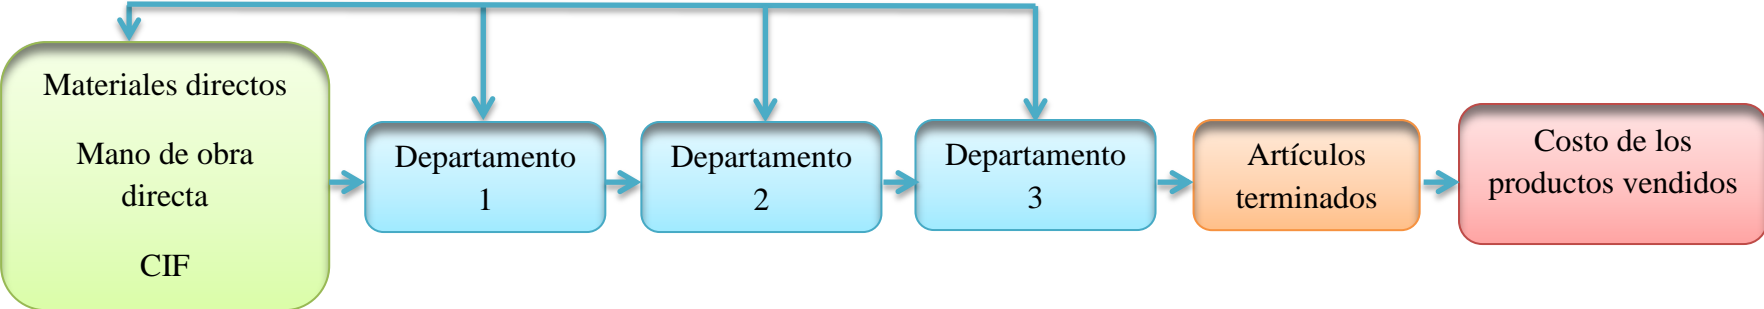 Materiales directos
Mano de obra
directa
CIF
Departamento
1
Departamento
2
Departamento
3
Artículos
terminados
Costo de los
productos vendidos